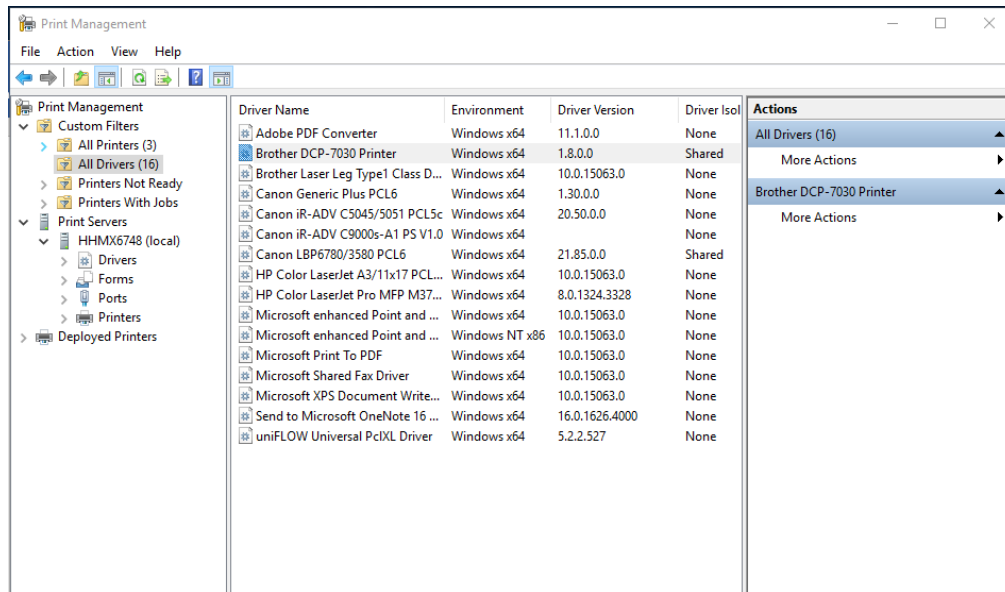 Print Management
File Action View Help
Print Management
Custom Filters
All Printers (3)
All Drivers (16)
Printers Not Ready
Printers With Jobs
Print Servers
HHMX6748 (local)
Drivers
Forms
Ports
Printers
Deployed Printers
Driver Name Environment Driver Version Driver Isol
Adobe PDF Converter Windows x64 11.1.0.0 None
Brother DCP-7030 Printer Windows x64 1.8.0.0 Shared
Brother Laser Leg Type1 Class D... Windows x64 10.0.15063.0 None
Canon Generic Plus PCL6 Windows x64 1.30.0.0 None
Canon iR-ADV C5045/5051 PCL5c Windows x64 20.50.0.0 None
Canon iR-ADV C9000s-A1 PS V1.0 Windows x64 None
Canon LBP6780/3580 PCL6 Windows x64 21.85.0.0 Shared
HP Color LaserJet A3/11x17 PCL... Windows x64 10.0.15063.0 None
HP Color LaserJet Pro MFP M37... Windows x64 8.0.1324.3328 None
Microsoft enhanced Point and ... Windows x64 10.0.15063.0 None
Microsoft enhanced Point and ... Windows NT x86 10.0.15063.0 None
Microsoft Print To PDF Windows x64 10.0.15063.0 None
Microsoft Shared Fax Driver Windows x64 10.0.15063.0 None
Microsoft XPS Document Write... Windows x64 10.0.15063.0 None
Send to Microsoft OneNote 16 ... Windows x64 16.0.1626.4000 None
uniFLOW Universal PclXL Driver Windows x64 5.2.2.527 None
Actions
All Drivers (16)
More Actions
Brother DCP-7030 Printer
More Actions